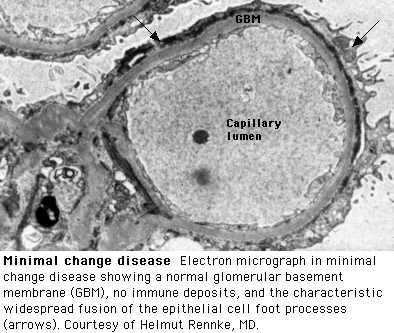 GBM
Capillary
lumen
Minimal change disease Electron micrograph in minimal
change disease showing a normal glomerular basement
membrane (GBM), no immune deposits, and the characteristic
widespread fusion of the epithelial cell foot processes
(arrows). Courtesy of Helmut Rennke, MD.